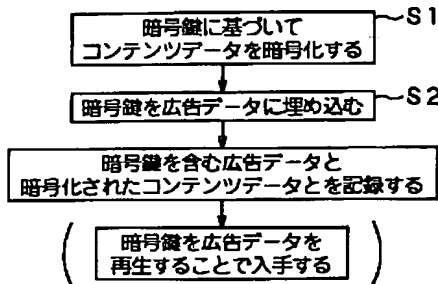 暗号鍵に基づいて
コンテンツデータを暗号化する
S1
暗号鍵を広告データに埋め込む
S2
暗号鍵を含む広告データと
暗号化されたコンテンツデータとを記録する
暗号鍵を広告データを
再生することで入手する